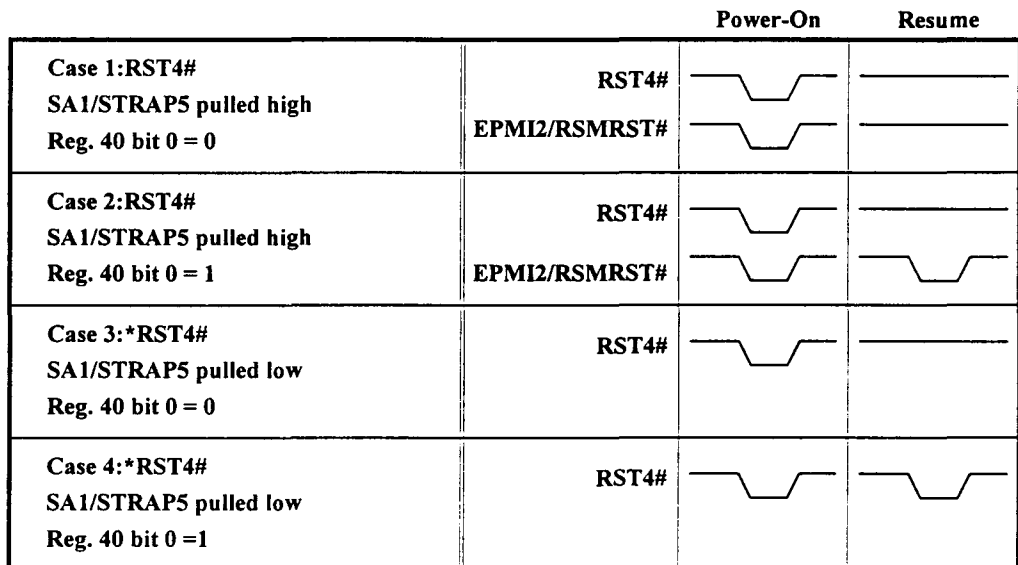 Power-On Resume
Case 1:RST4#
SA1/STRAP5 pulled high
Reg. 40 bit 0 = 0
RST4#
EPMI2/RSMRST#
Case 2:RST4#
SA1/STRAP5 pulled high
Reg. 40 bit 0 = 1
RST4#
EPMI2/RSMRST#
Case 3:*RST4#
SA1/STRAP5 pulled low
Reg. 40 bit 0 = 0
RST4#
Case 4:*RST4#
SA1/STRAP5 pulled low
Reg. 40 bit 0 =1
RST4#